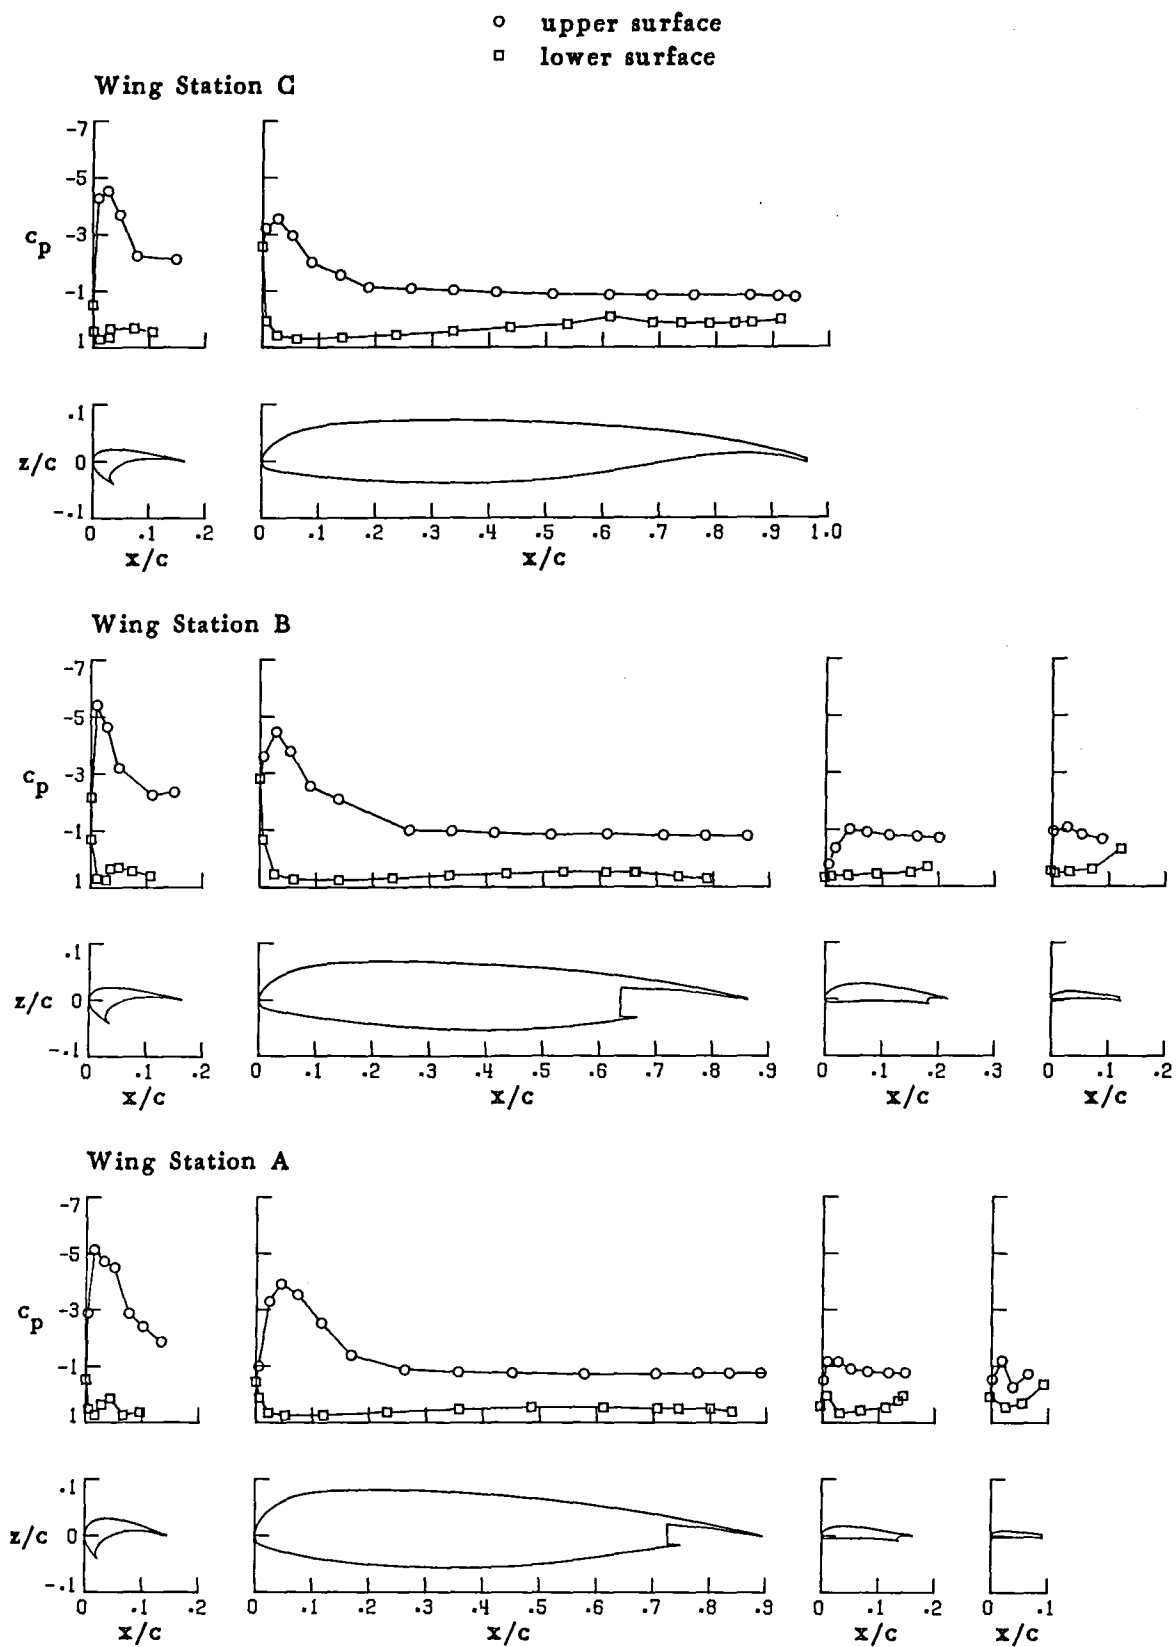 upper surface
lower surface
Wing Station C
-7
-5
-3
-1
1
c_p
.1
0
-.1
z/c
0 .1 .2
x/c
0 .1 .2 .3 .4 .5 .6 .7 .8 .9 1.0
x/c
Wing Station B
-7
-5
-3
-1
1
c_p
.1
0
-.1
z/c
0 .1 .2
x/c
0 .1 .2 .3 .4 .5 .6 .7 .8 .9
x/c
0 .1 .2 .3
x/c
0 .1 .2
x/c
Wing Station A
-7
-5
-3
-1
1
c_p
.1
0
-.1
z/c
0 .1 .2
x/c
0 .1 .2 .3 .4 .5 .6 .7 .8 .9
x/c
0 .1 .2
x/c
0 .1
x/c